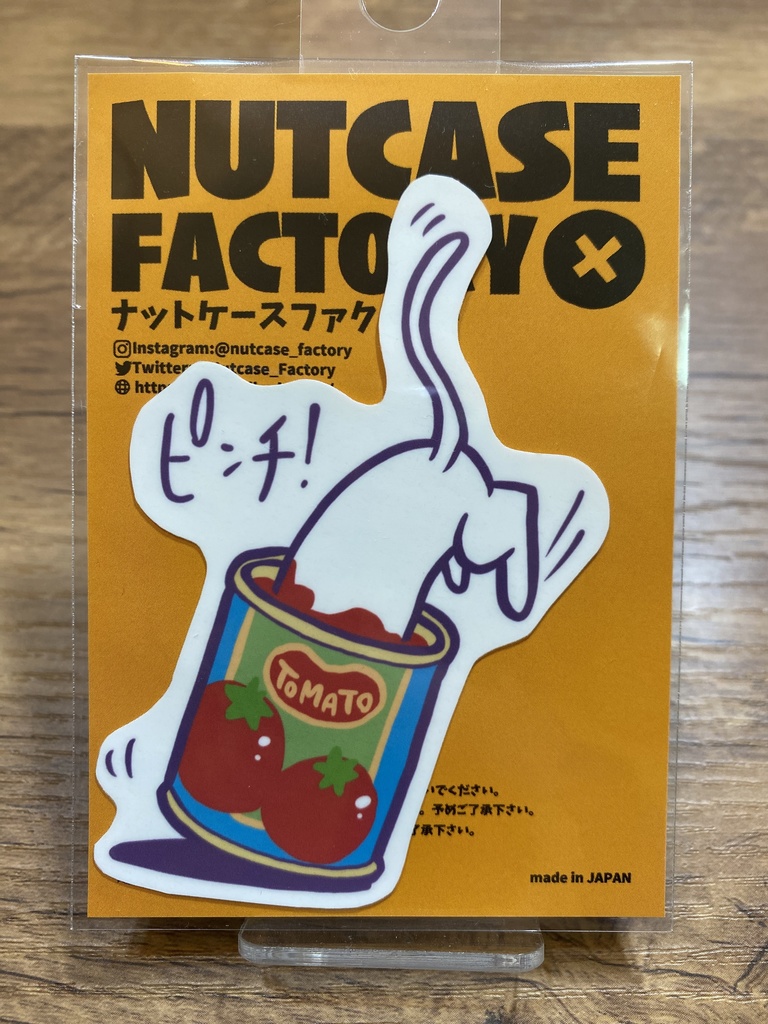 NUTCASE
FACTORY
ナットケースファク
Instagram:@nutcase_factory
Twitter utcase_Factory
ピンチ!
TOMATO
でください。
。予めご了承下さい。
了承下さい。
made in JAPAN